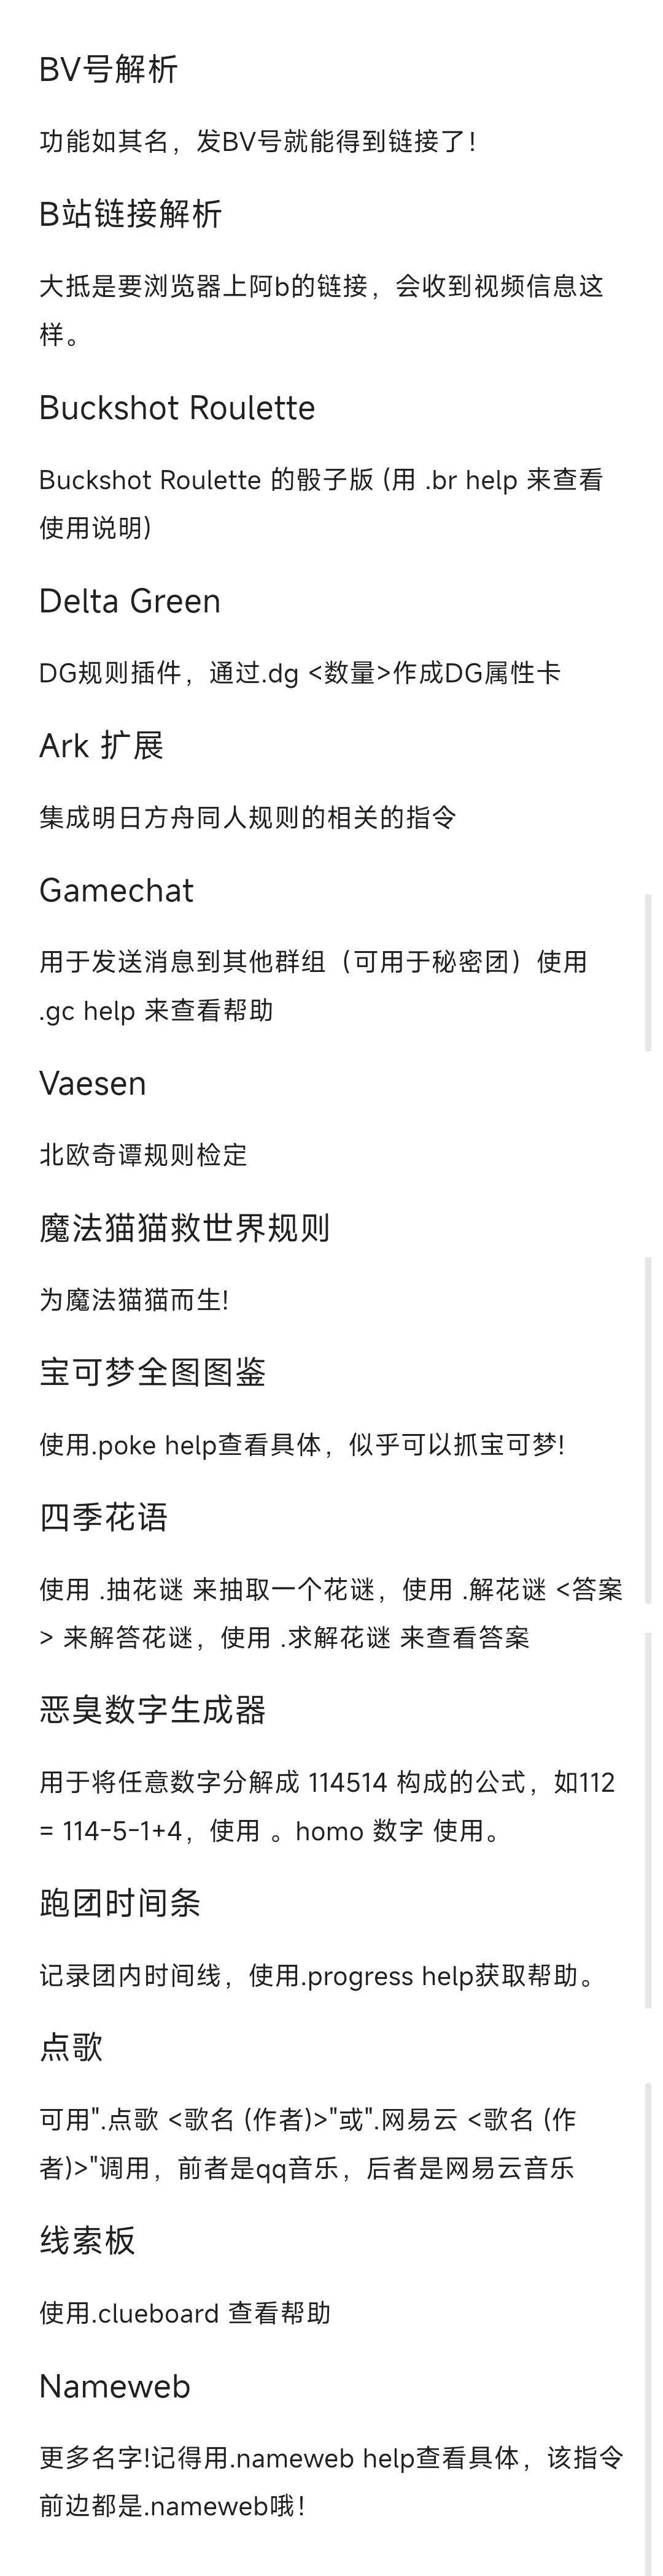 BV号解析
功能如其名，发BV号就能得到链接了！
B站链接解析
大抵是要浏览器上阿b的链接，会收到视频信息这
样。
Buckshot Roulette
Buckshot Roulette 的骰子版 (用 .br help 来查看
使用说明)
Delta Green
DG规则插件，通过.dg <数量>作成DG属性卡
Ark 扩展
集成明日方舟同人规则的相关的指令
Gamechat
用于发送消息到其他群组（可用于秘密团）使用
.gc help 来查看帮助
Vaesen
北欧奇谭规则检定
魔法猫猫救世界规则
为魔法猫猫而生!
宝可梦全图图鉴
使用.poke help查看具体，似乎可以抓宝可梦!
四季花语
使用 .抽花谜 来抽取一个花谜，使用 .解花谜 <答案
> 来解答花谜，使用 .求解花谜 来查看答案
恶臭数字生成器
用于将任意数字分解成 114514 构成的公式，如112
= 114-5-1+4，使用 。homo 数字 使用。
跑团时间条
记录团内时间线，使用.progress help获取帮助。
点歌
可用".点歌 <歌名 (作者)>"或".网易云 <歌名 (作
者)>"调用，前者是qq音乐，后者是网易云音乐
线索板
使用.clueboard 查看帮助
Nameweb
更多名字!记得用.nameweb help查看具体，该指令
前边都是.nameweb哦！